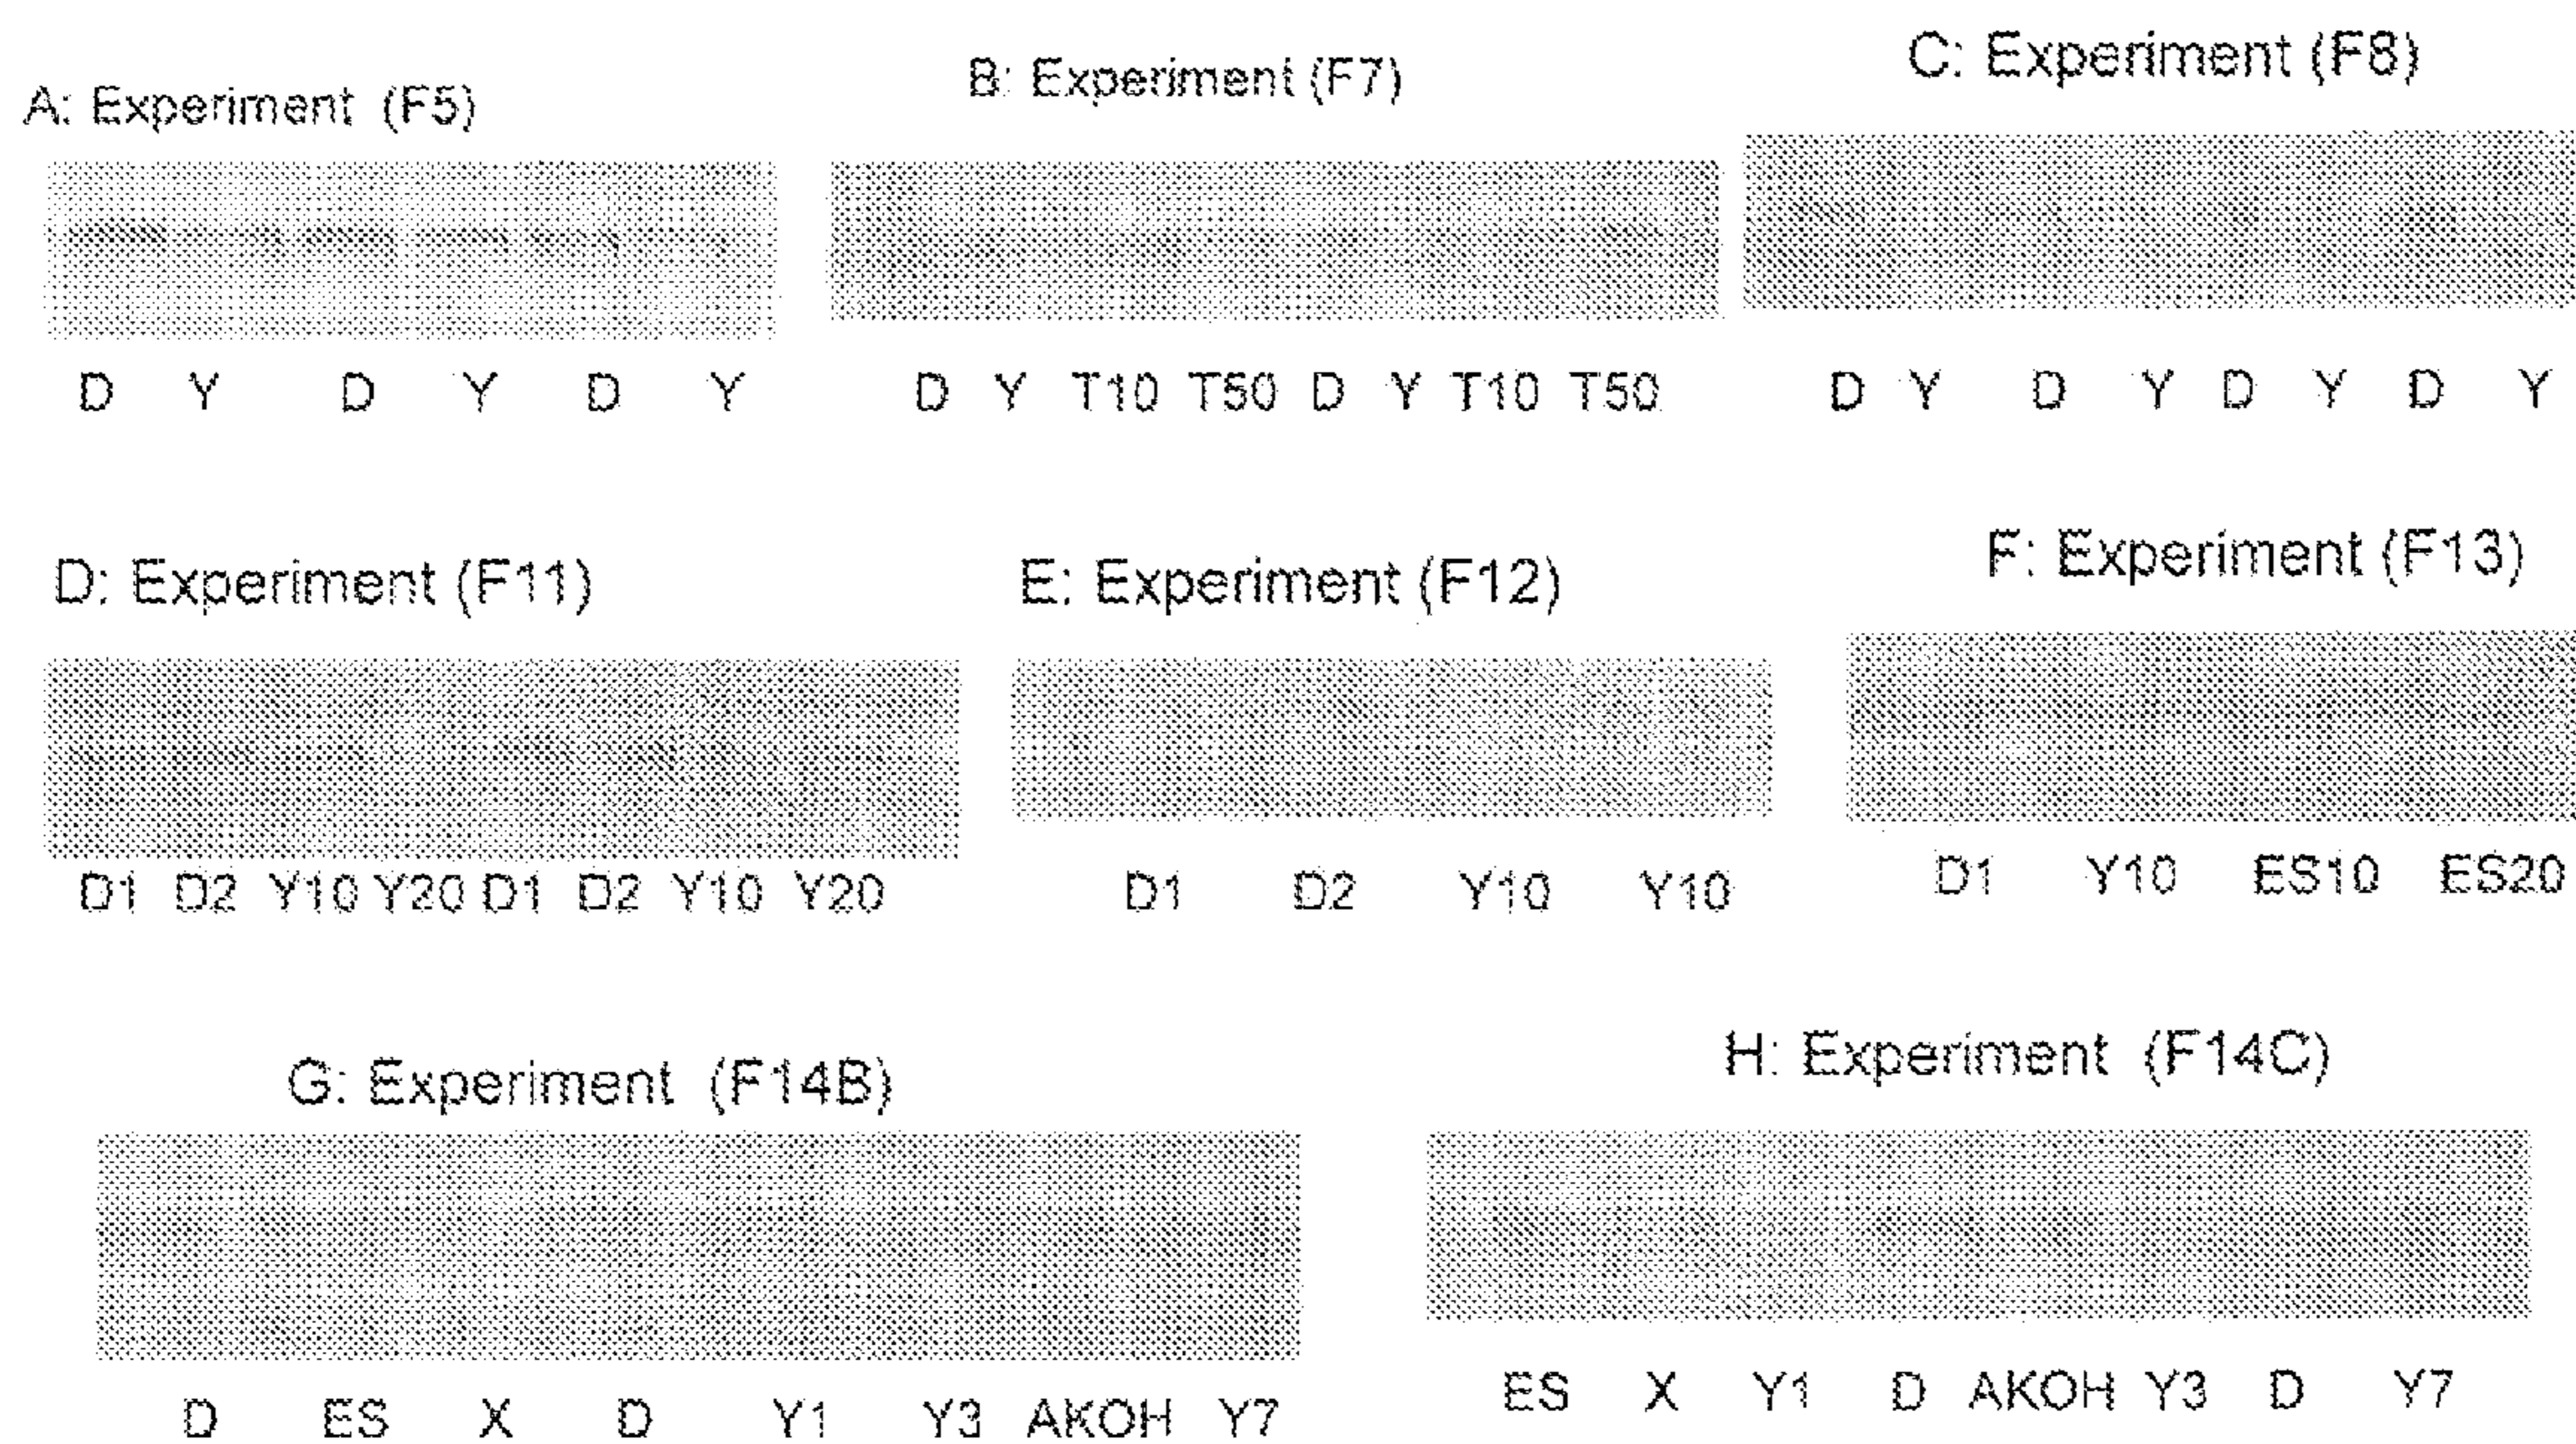 A: Experiment (F5)
B: Experiment (F7)
C: Experiment (F8)
D Y D Y D Y
D Y T10 T50 D Y T10 T50
D Y D Y D Y D Y
D: Experiment (F11)
E: Experiment (F12)
F: Experiment (F13)
D1 D2 Y10 Y20 D1 D2 Y10 Y20
D1 D2 Y10 Y10
D1 Y10 ES10 ES20
G: Experiment (F14B)
H: Experiment (F14C)
D ES X D Y1 Y3 AKOH Y7
ES X Y1 D AKOH Y3 D Y7